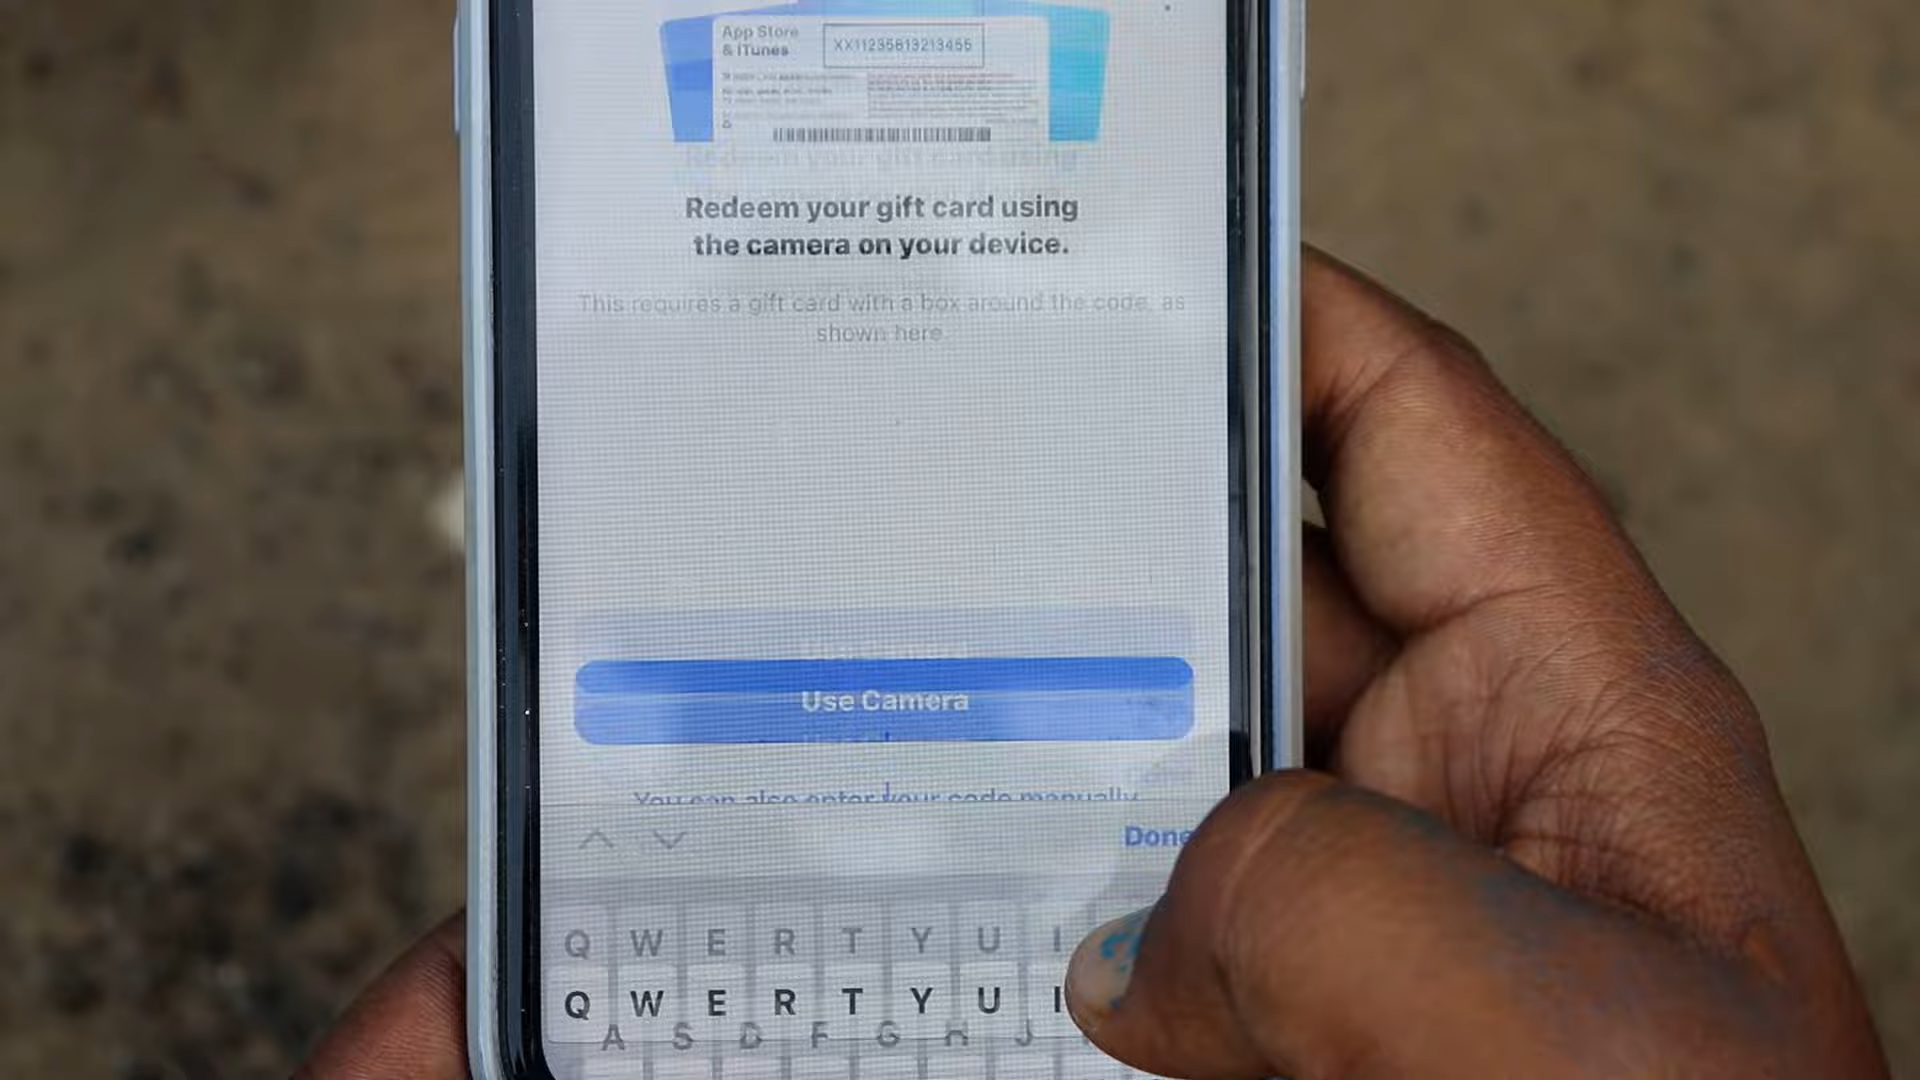 App Store
& iTunes
XX11235813213455
Redeem your gift card using
the camera on your device.
This requires a gift card with a box around the code, as
shown here
Use Camera
You can also enter your code manually
Done
Q W E R T Y U I
Q W E R T Y U I
A S D F G H J